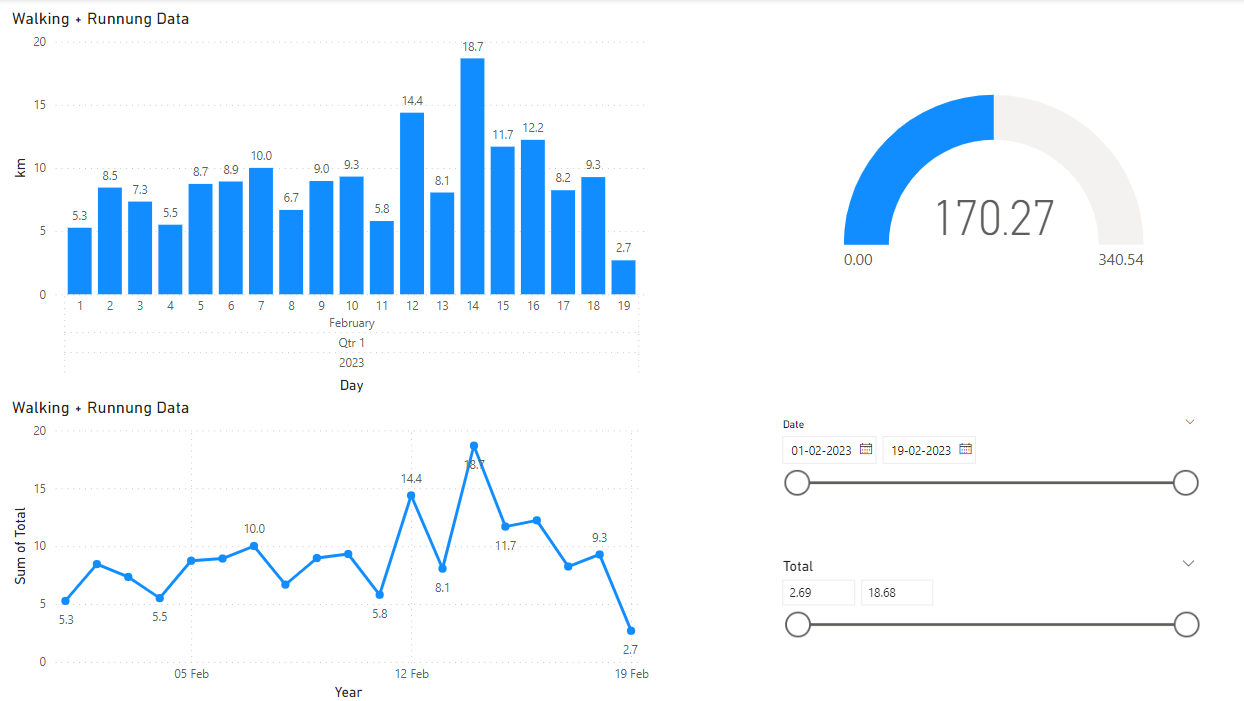 Walking + Runnung Data
20
15
10
5
0
km
5.3 8.5 7.3 5.5 8.7 8.9 10.0 6.7 9.0 9.3 5.8 14.4 8.1 18.7 11.7 12.2 8.2 9.3 2.7
1 2 3 4 5 6 7 8 9 10 11 12 13 14 15 16 17 18 19
February
Qtr 1
2023
Day
170.27
0.00 340.54
Walking + Runnung Data
20
15
10
5
0
Sum of Total
5.3 5.5 10.0 5.8 14.4 8.1 18.7 11.7 9.3 2.7
05 Feb 12 Feb 19 Feb
Year
Date
01-02-2023 19-02-2023
Total
2.69 18.68